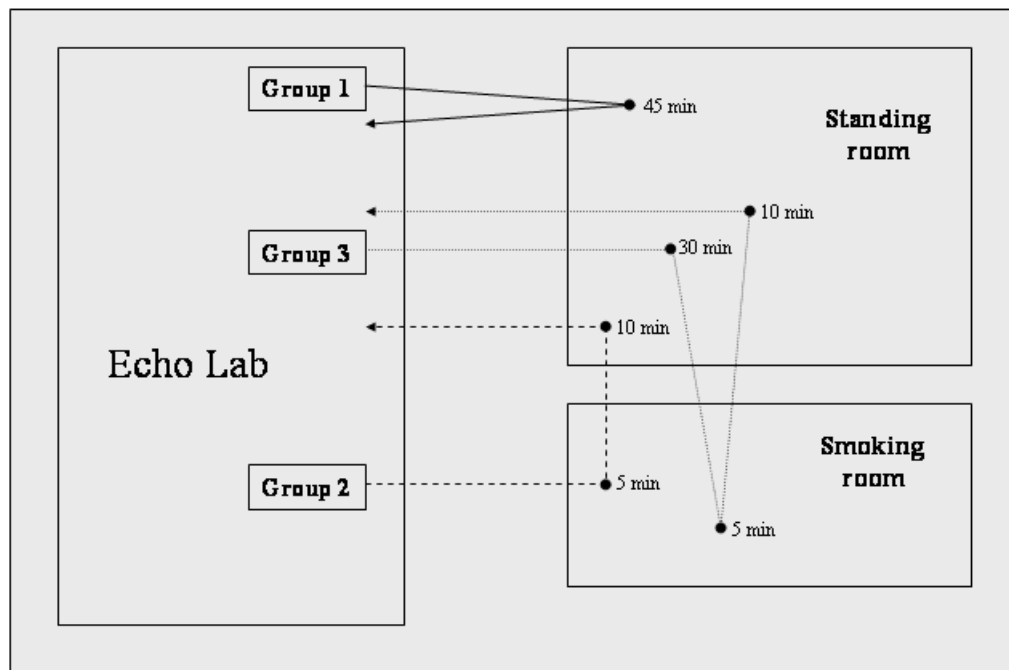 Group 1
45 min
Standing
room
10 min
Group 3
30 min
10 min
Echo Lab
Smoking
room
Group 2
5 min
5 min